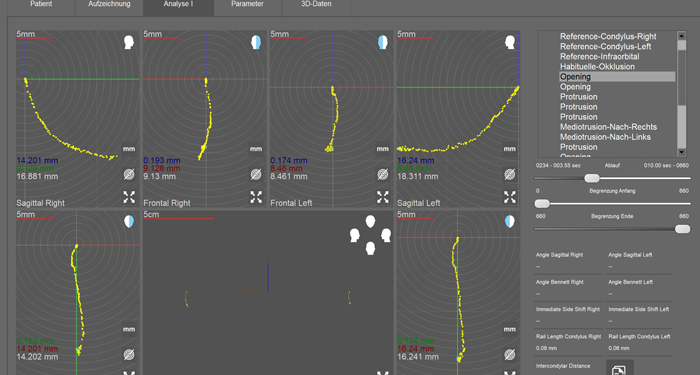 Patient
Aufzeichnung
Analyse I
Parameter
3D-Daten
5mm
mm
14.201 mm
16.881 mm
Sagittal Right
5mm
mm
0.193 mm
9.128 mm
9.13 mm
Frontal Right
5mm
mm
0.174 mm
8.46 mm
8.461 mm
Frontal Left
5mm
mm
16.24 mm
18.311 mm
Sagittal Left
5mm
mm
14.201 mm
14.202 mm
5cm
5mm
mm
16.24 mm
16.241 mm
Reference-Condylus-Right
Reference-Condylus-Left
Reference-Infraorbital
Habituelle-Okklusion
Opening
Opening
Protrusion
Protrusion
Protrusion
Mediotrusion-Nach-Rechts
Mediotrusion-Nach-Links
Protrusion
Opening
0234 - 003.55 sec
Ablauf
010.00 sec - 0660
0
Begrenzung Anfang
660
660
Begrenzung Ende
660
Angle Sagittal Right
--
Angle Sagittal Left
--
Angle Bennett Right
--
Angle Bennett Left
--
Immediate Side Shift Right
--
Immediate Side Shift Left
--
Rail Length Condylus Right
0.08 mm
Rail Length Condylus Left
0.06 mm
Intercondylar Distance